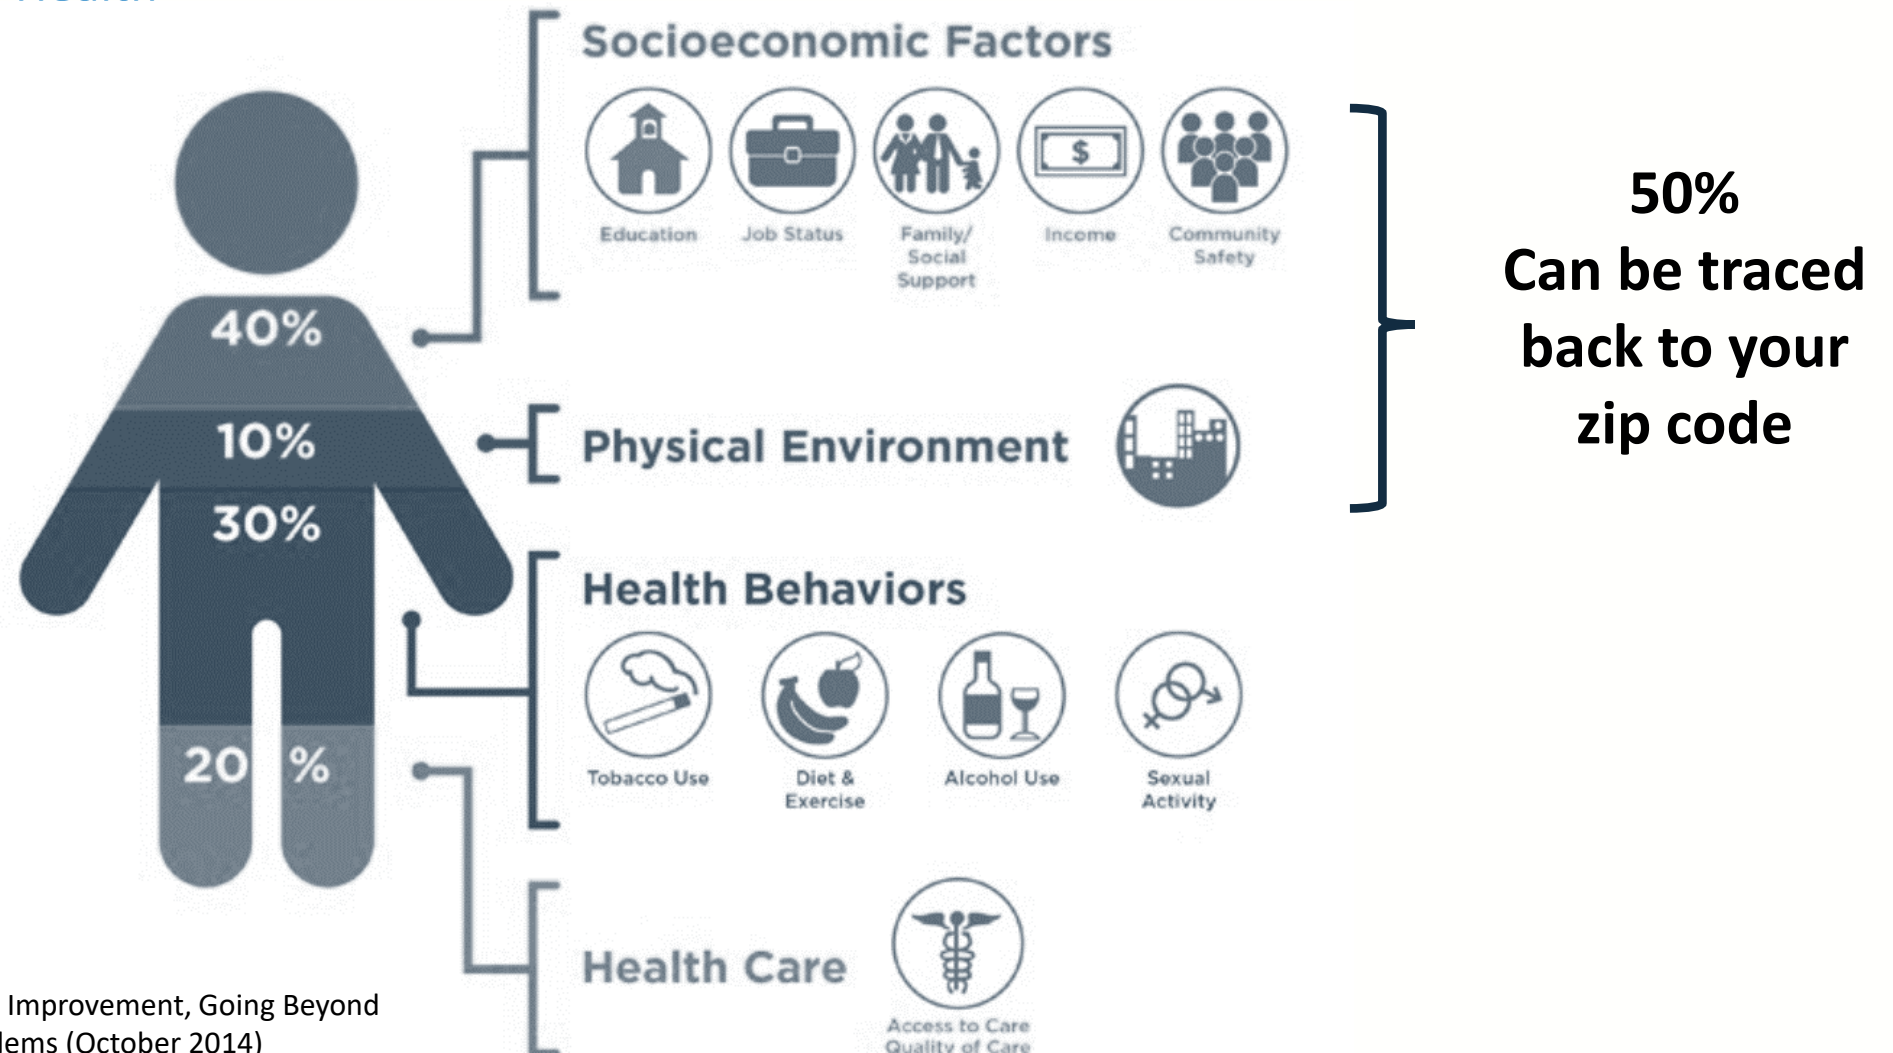 Health
Socioeconomic Factors
$
Education
Job Status
Family/
Social
Support
Income
Community
Safety
50%
Can be traced
back to your
zip code
40%
10%
Physical Environment
30%
Health Behaviors
Tobacco Use
Diet &
Exercise
Alcohol Use
Sexual
Activity
20 %
Health Care
Access to Care
Quality of Care
Improvement, Going Beyond
lems (October 2014)